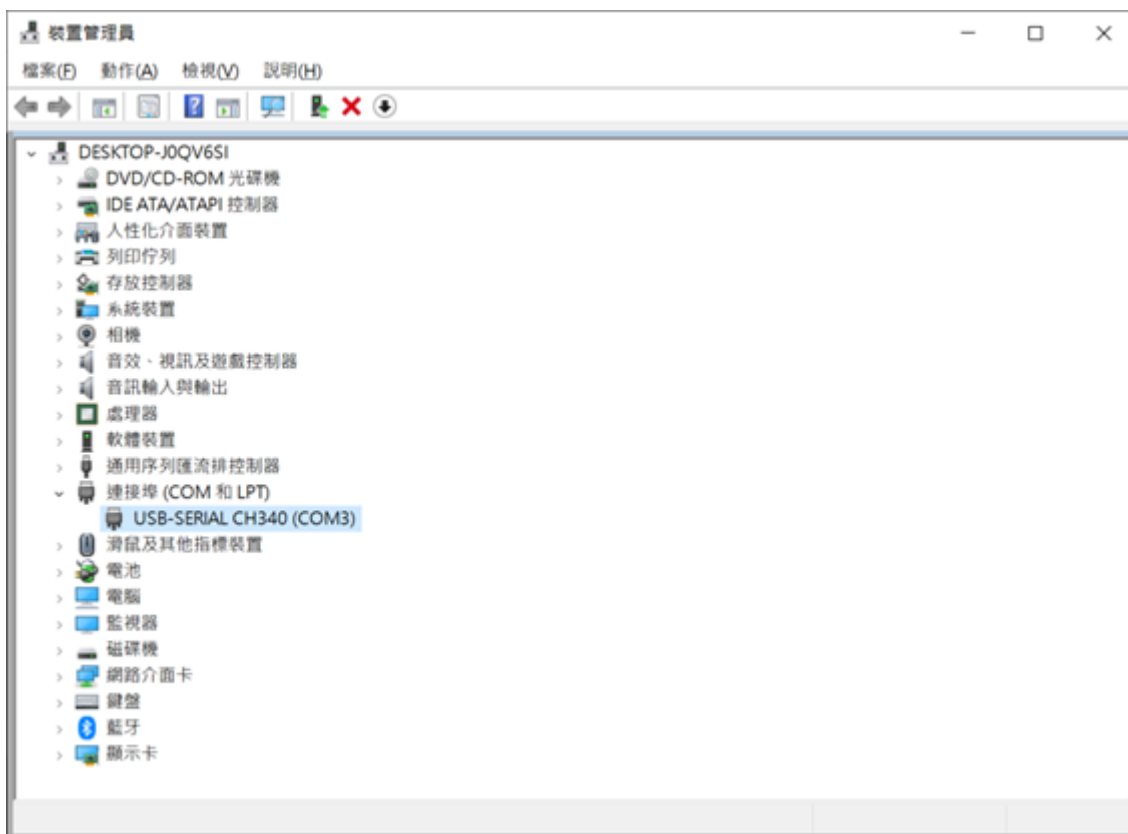 裝置管理員
檔案(F) 動作(A) 檢視(V) 說明(H)
DESKTOP-J0QV6SI
DVD/CD-ROM 光碟機
IDE ATA/ATAPI 控制器
人性化介面裝置
列印佇列
存放控制器
系統裝置
相機
音效、視訊及遊戲控制器
音訊輸入與輸出
處理器
軟體裝置
通用序列匯流排控制器
連接埠 (COM 和 LPT)
USB-SERIAL CH340 (COM3)
滑鼠及其他指標裝置
電池
電腦
監視器
磁碟機
網路介面卡
鍵盤
藍牙
顯示卡